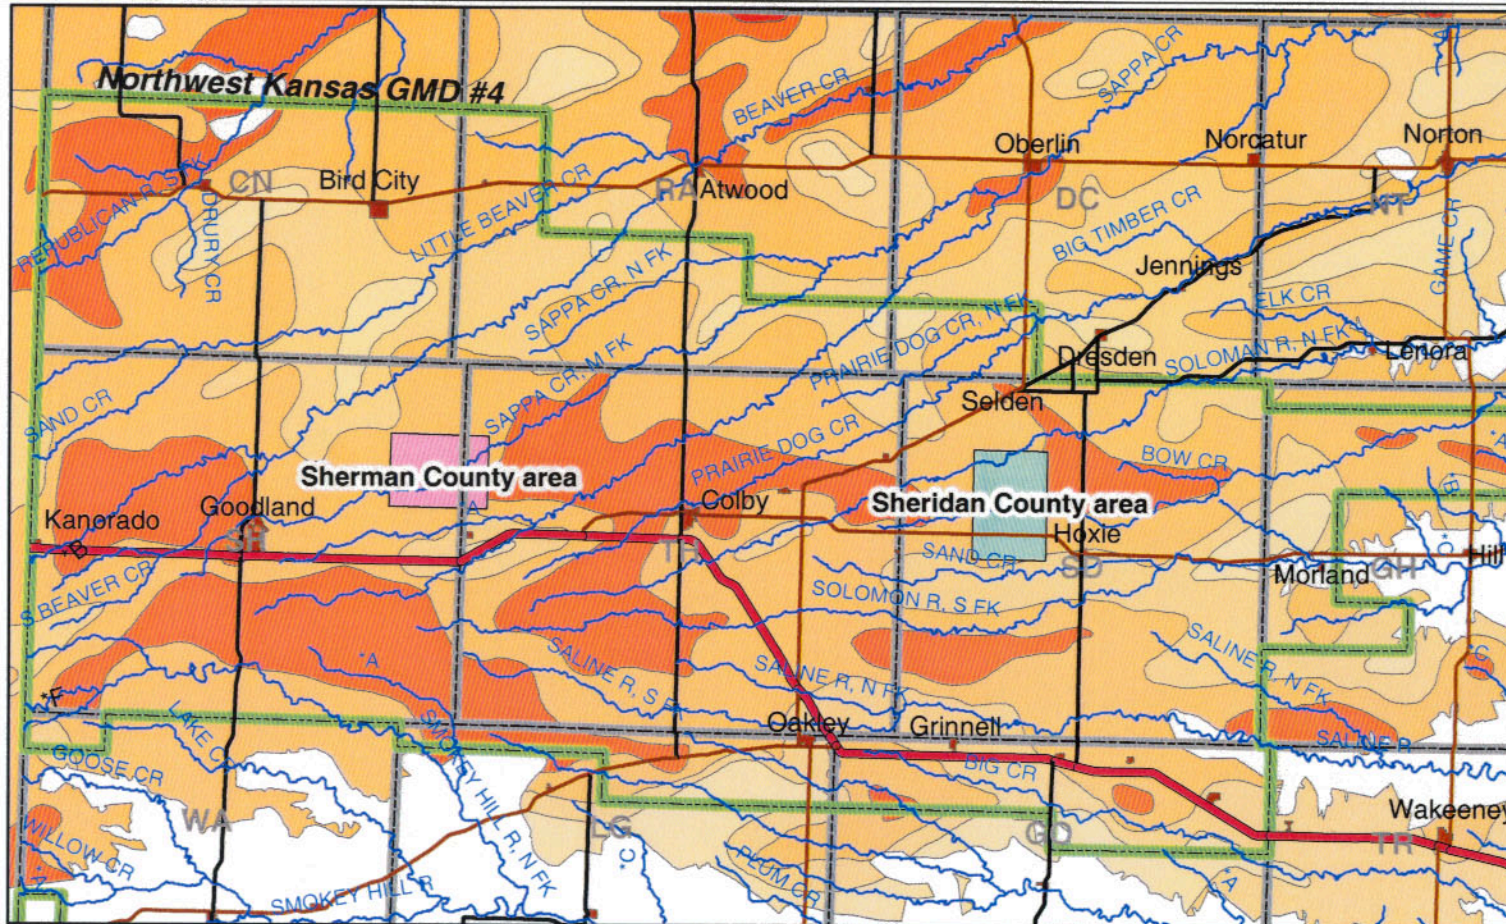 Northwest Kansas GMD #4
BEAVER CR
SAPPA CR
Oberlin
Norcatur
Norton
REPUBLICAN R, S FK
CN
Bird City
DRURY CR
LITTLE BEAVER CR
RA
Atwood
DC
NT
BIG TIMBER CR
GAME CR
Jennings
SAPPA CR, N FK
ELK CR
PRAIRIE DOG CR, N FK
Dresden
SOLOMAN R, N FK
Lenora
SAND CR
SAPPA CR, M FK
Selden
PRAIRIE DOG CR
BOW CR
Sherman County area
Sheridan County area
*B
Kanorado
Goodland
A
Colby
Hoxie
*B
SH
TH
SAND CR
SD
Morland
GH
*C
Hill
S BEAVER CR
SOLOMON R, S FK
*A
SALINE R, S F
SALINE R, N FK
SALINE R, N FK
*C
*F
LAKE C
SMOKEY HILL R, N FK
Oakley
Grinnell
SALINE R
GOOSE CR
BIG CR
WA
LG
GO
Wakeeney
TR
WILLOW CR
*A
SMOKEY HILL R
*C
PLUM CR
*A